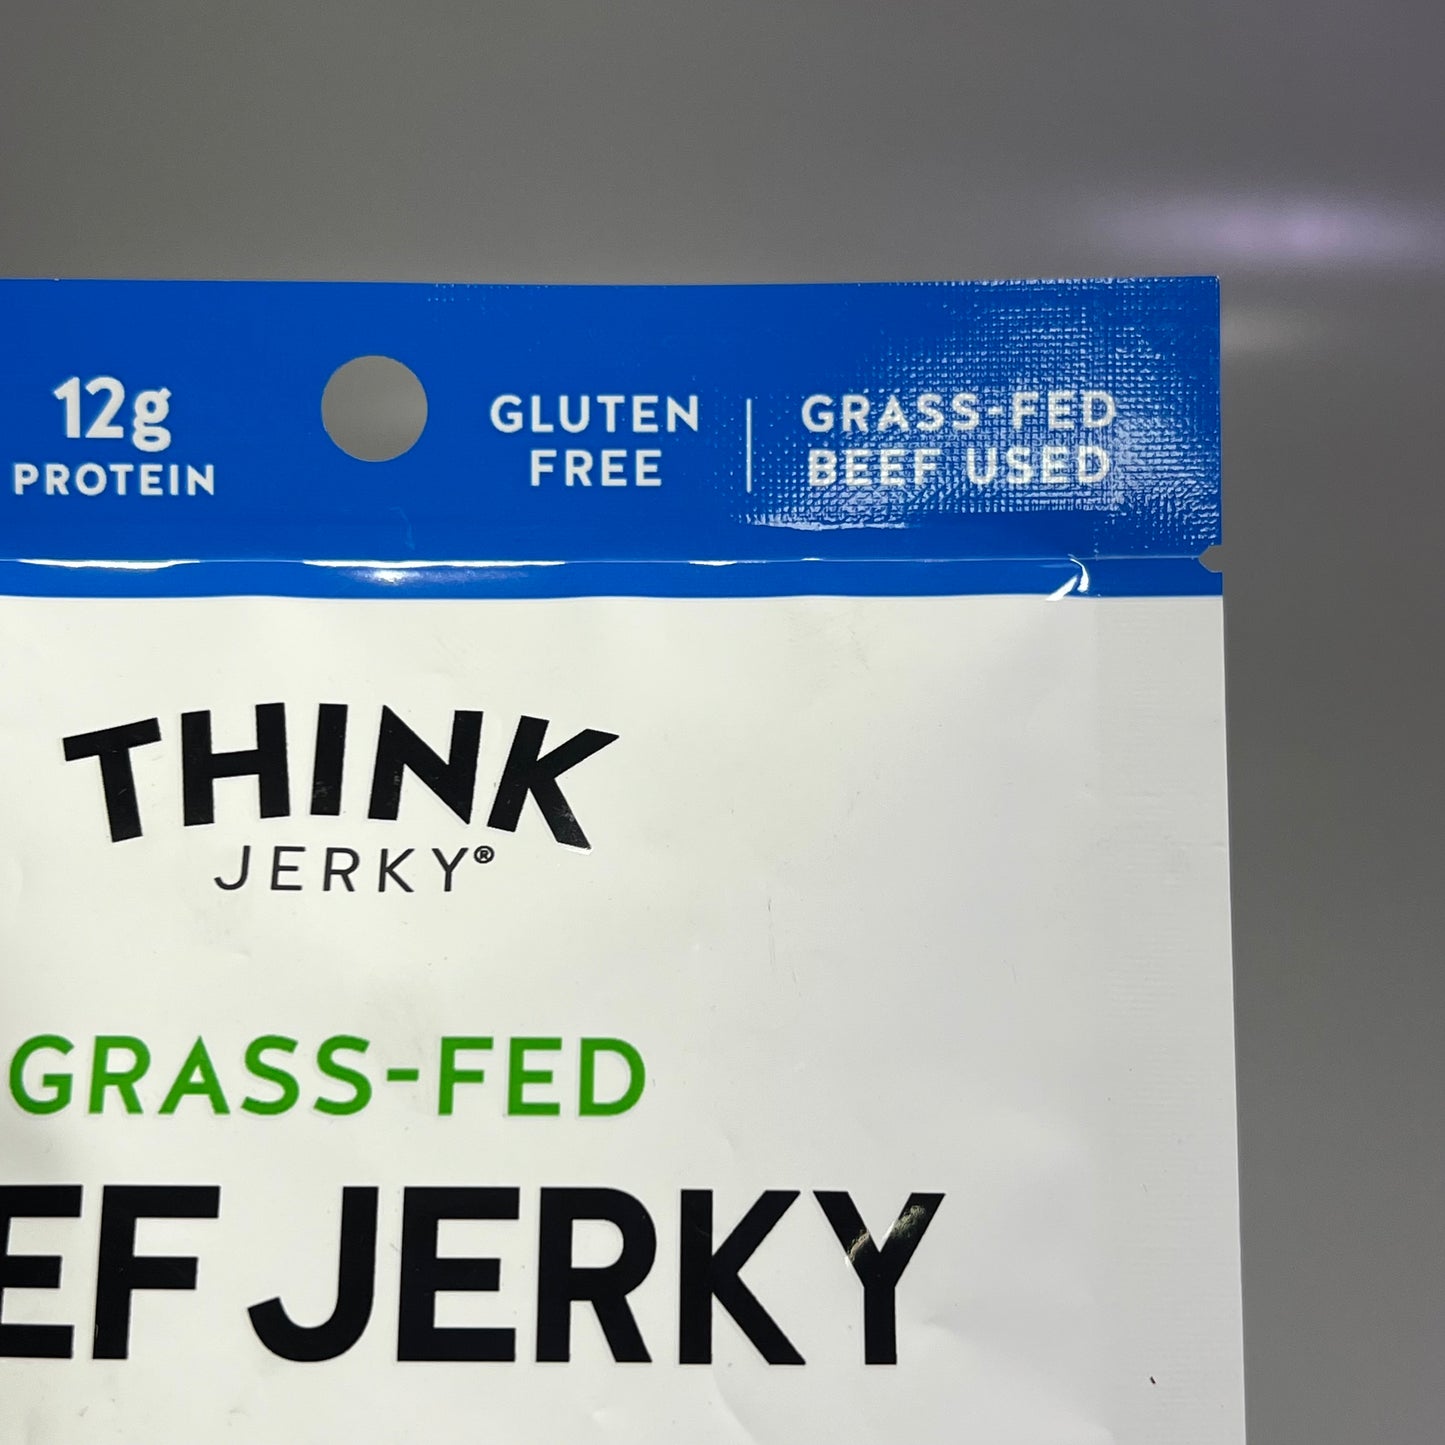 12g
PROTEIN
GLUTEN
FREE
GRASS-FED
BEEF USED
THINK
JERKY®
GRASS-FED
EF JERKY